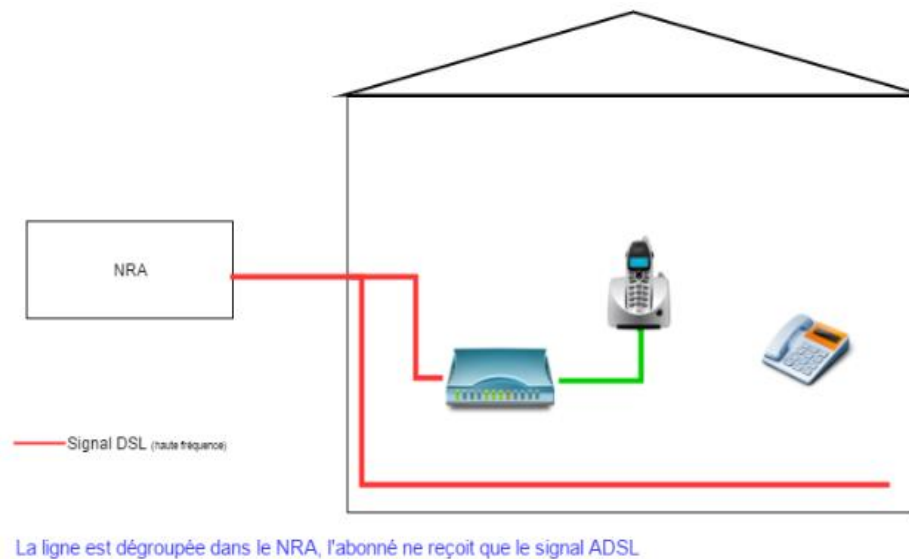 NRA
Signal DSL (haute fréquence)
La ligne est dégroupée dans le NRA, l'abonné ne reçoit que le signal ADSL